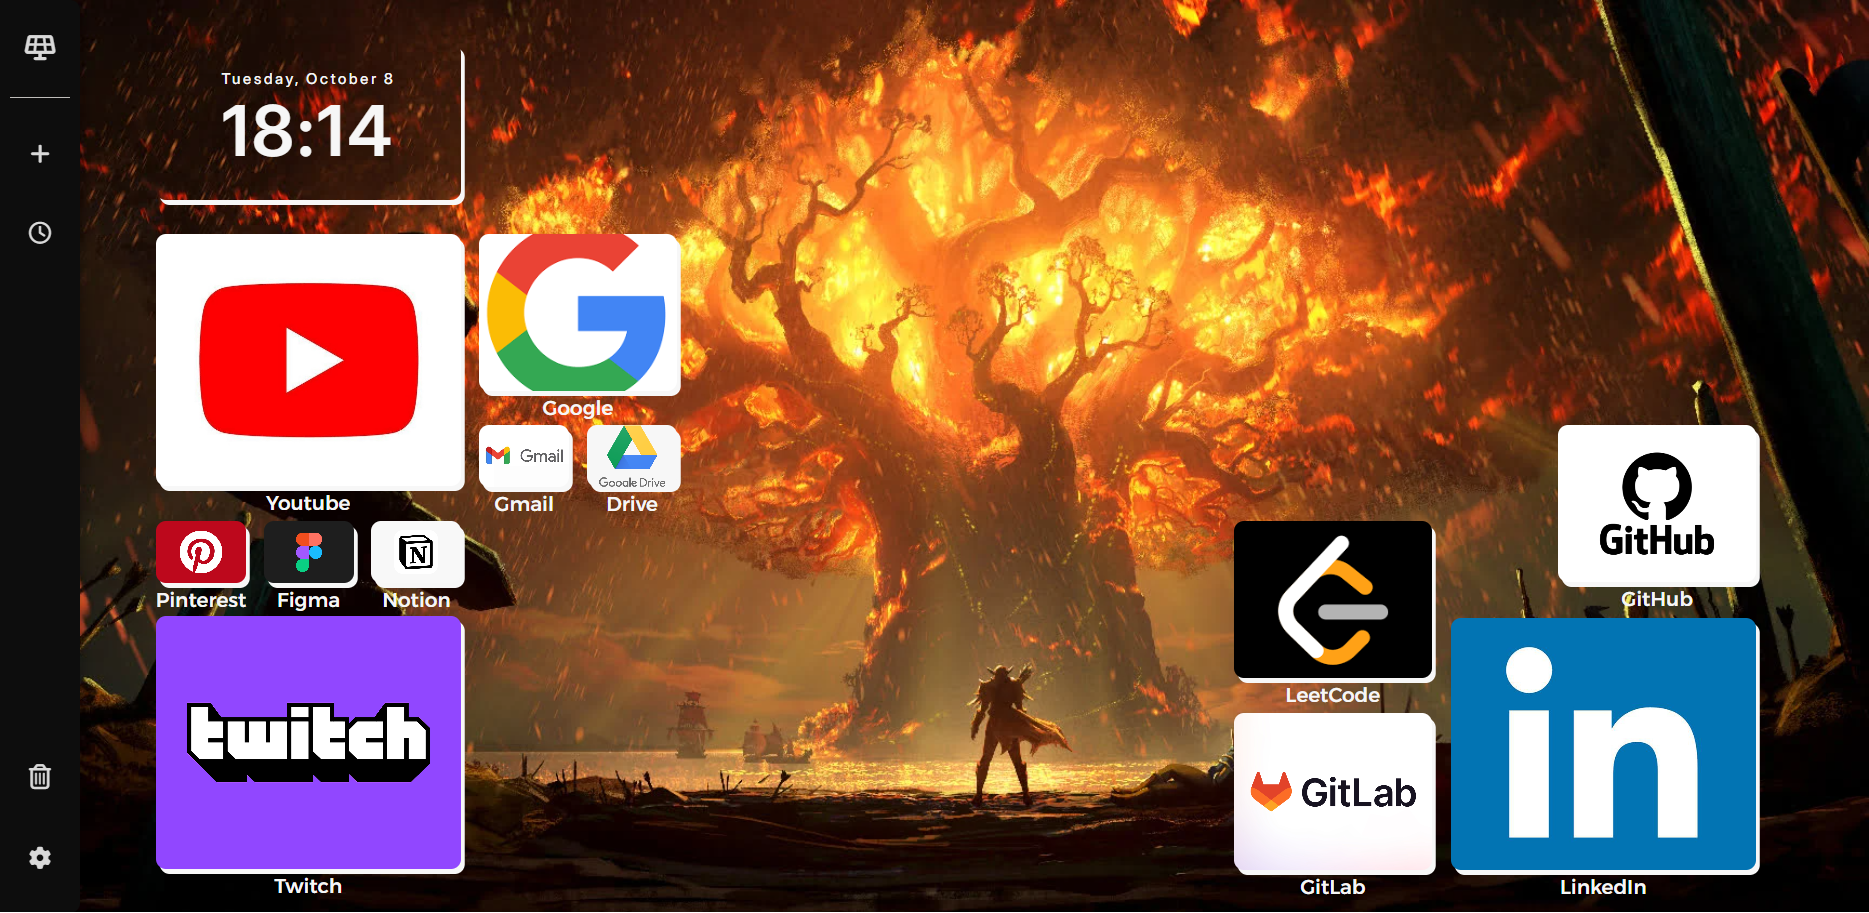 Tuesday, October 8
18:14
Youtube
Google
Gmail
Gmail
Google Drive
Drive
Pinterest
Figma
N
Notion
twitch
Twitch
LeetCode
GitHub
GitHub
GitLab
GitLab
in
LinkedIn